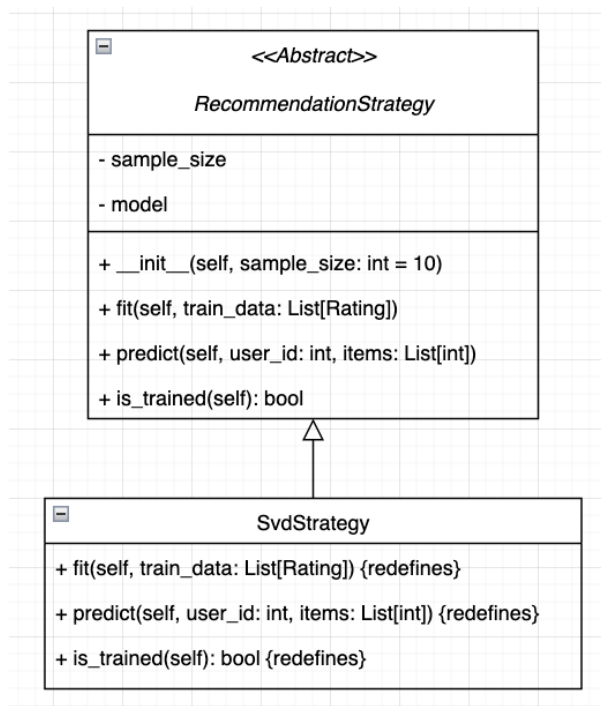 <<Abstract>>
RecommendationStrategy
- sample_size
- model
+ __init__(self, sample_size: int = 10)
+ fit(self, train_data: List[Rating])
+ predict(self, user_id: int, items: List[int])
+ is_trained(self): bool
SvdStrategy
+ fit(self, train_data: List[Rating]) {redefines}
+ predict(self, user_id: int, items: List[int]) {redefines}
+ is_trained(self): bool {redefines}